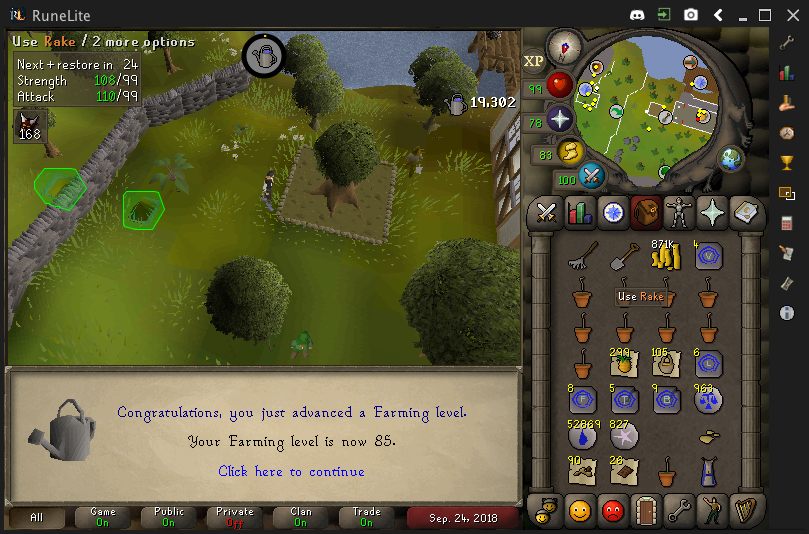 RuneLite
Use Rake / 2 more options
Next + restore in 24
Strength 108/99
Attack 110/99
168
19,302
XP
99
78
83
100
871K
4
V
Use Rake
299
105
6
L
8
F
5
T
9
B
963
52869
827
90
26
Congratulations, you just advanced a Farming level.
Your Farming level is now 85.
Click here to continue
All
Game
On
Public
On
Private
Off
Clan
On
Trade
On
Sep. 24, 2018